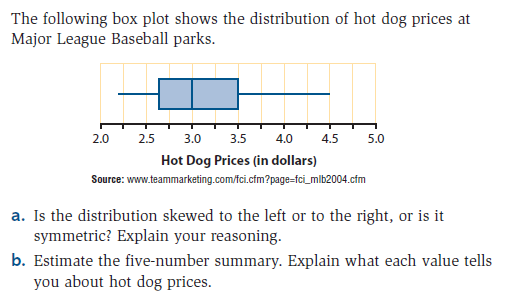 The following box plot shows the distribution of hot dog prices at
Major League Baseball parks.
2.0 2.5 3.0 3.5 4.0 4.5 5.0
Hot Dog Prices (in dollars)
Source: www.teammarketing.com/fci.cfm?page=fci_mlb2004.cfm
a. Is the distribution skewed to the left or to the right, or is it
symmetric? Explain your reasoning.
b. Estimate the five-number summary. Explain what each value tells
you about hot dog prices.